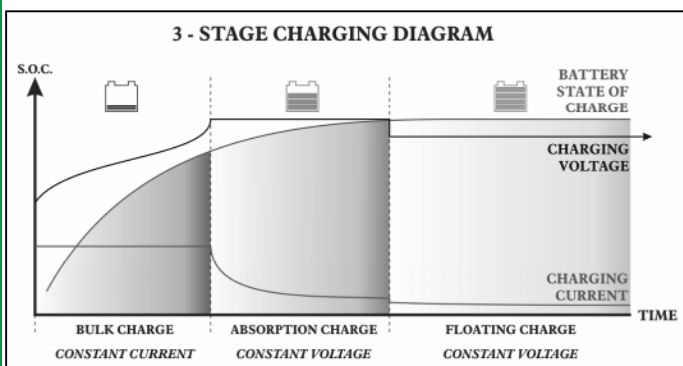 3 - STAGE CHARGING DIAGRAM
S.O.C.
BATTERY
STATE OF
CHARGE
CHARGING
VOLTAGE
CHARGING
CURRENT
TIME
BULK CHARGE
ABSORPTION CHARGE
FLOATING CHARGE
CONSTANT CURRENT
CONSTANT VOLTAGE
CONSTANT VOLTAGE